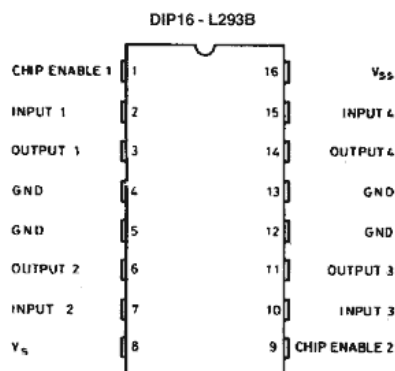 DIP16 - L293B
CHIP ENABLE 1 1 16 VSS
INPUT 1 2 15 INPUT 4
OUTPUT 1 3 14 OUTPUT 4
GND 4 13 GND
GND 5 12 GND
OUTPUT 2 6 11 OUTPUT 3
INPUT 2 7 10 INPUT 3
VS 8 9 CHIP ENABLE 2